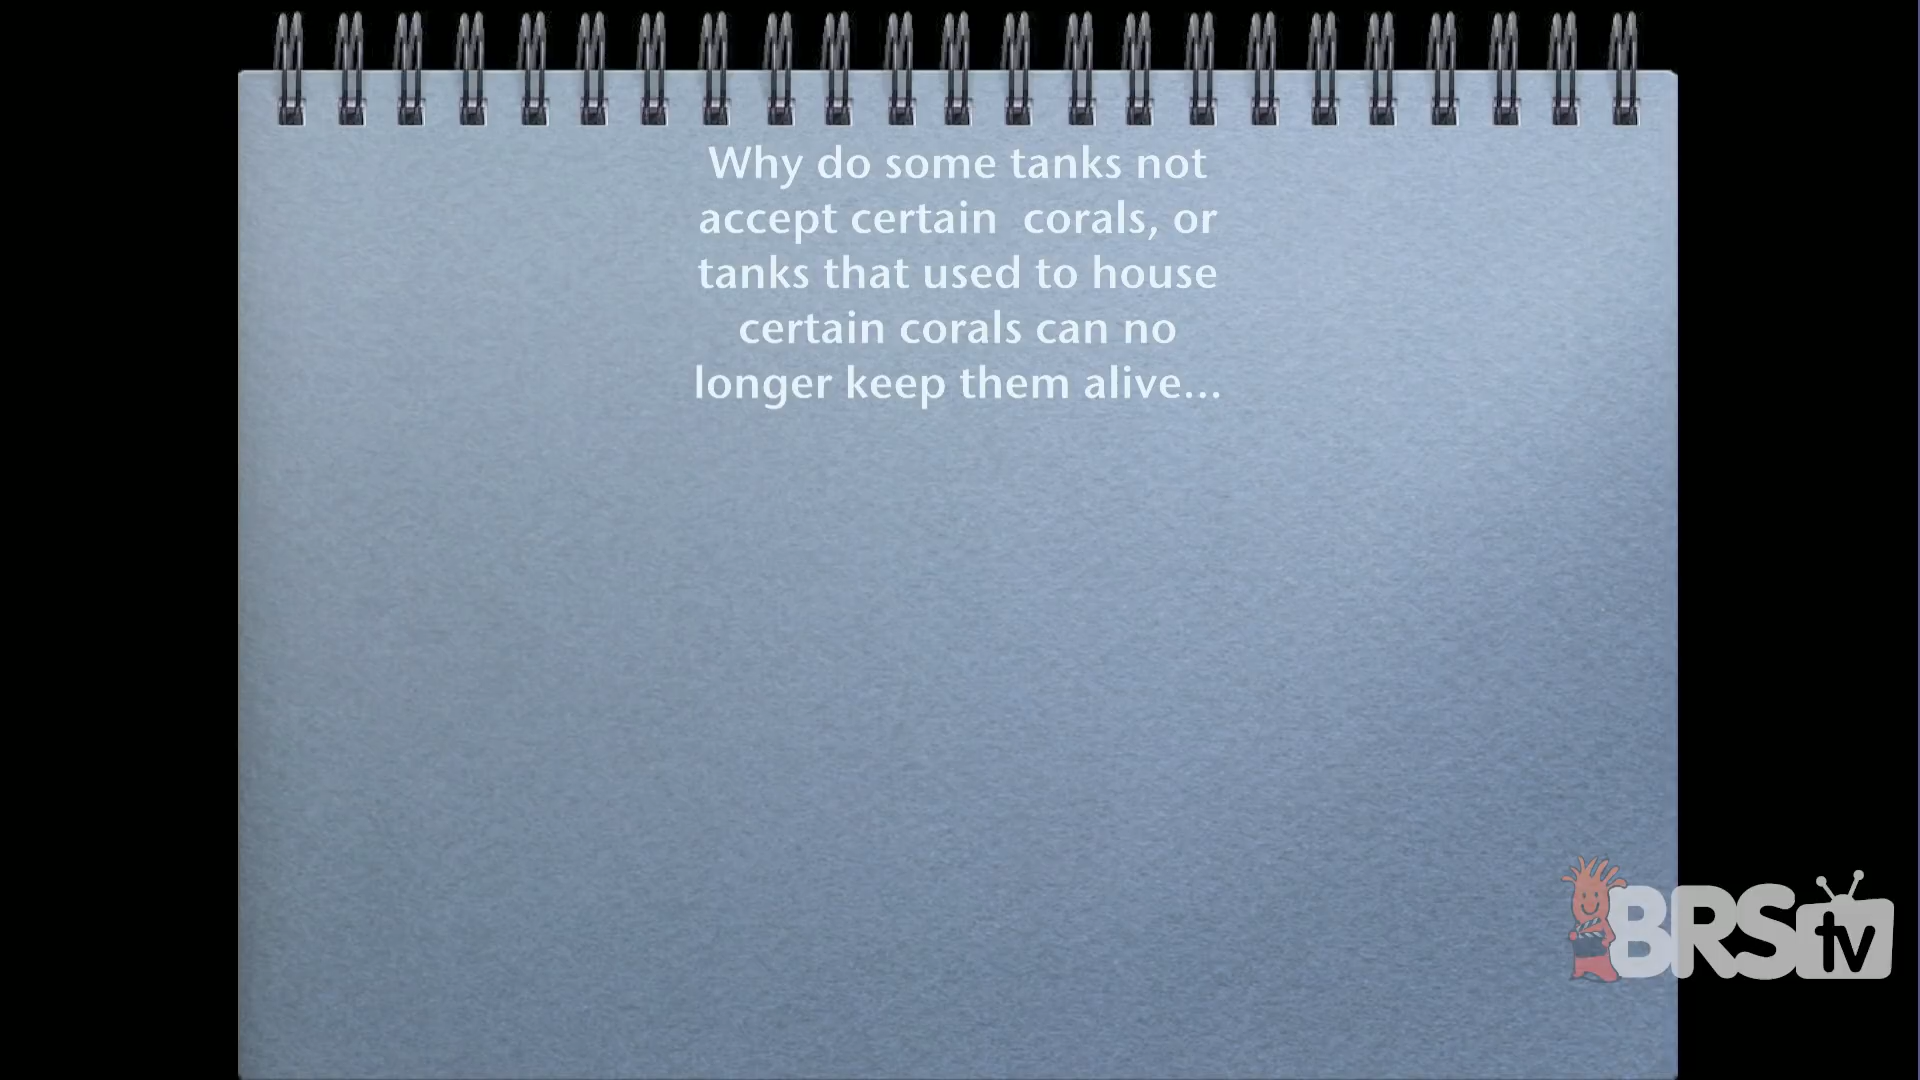 Why do some tanks not
accept certain  corals, or
tanks that used to house
certain corals can no
longer keep them alive...
BRStv